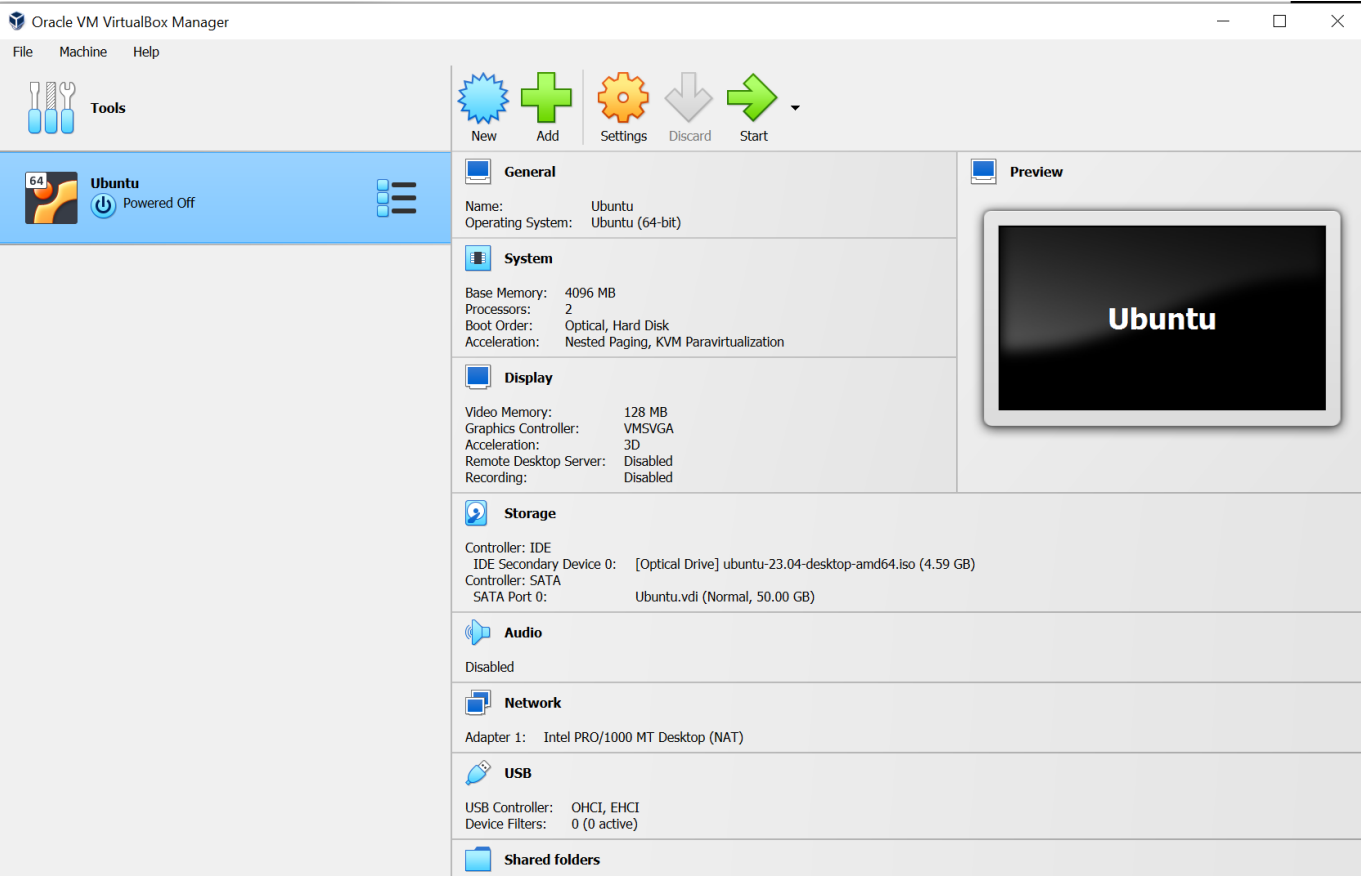 Oracle VM VirtualBox Manager
File Machine Help
Tools
New Add Settings Discard Start
64
Ubuntu
Powered Off
General
Name: Ubuntu
Operating System: Ubuntu (64-bit)
Preview
Ubuntu
System
Base Memory: 4096 MB
Processors: 2
Boot Order: Optical, Hard Disk
Acceleration: Nested Paging, KVM Paravirtualization
Display
Video Memory: 128 MB
Graphics Controller: VMSVGA
Acceleration: 3D
Remote Desktop Server: Disabled
Recording: Disabled
Storage
Controller: IDE
IDE Secondary Device 0: [Optical Drive] ubuntu-23.04-desktop-amd64.iso (4.59 GB)
Controller: SATA
SATA Port 0: Ubuntu.vdi (Normal, 50.00 GB)
Audio
Disabled
Network
Adapter 1: Intel PRO/1000 MT Desktop (NAT)
USB
USB Controller: OHCI, EHCI
Device Filters: 0 (0 active)
Shared folders